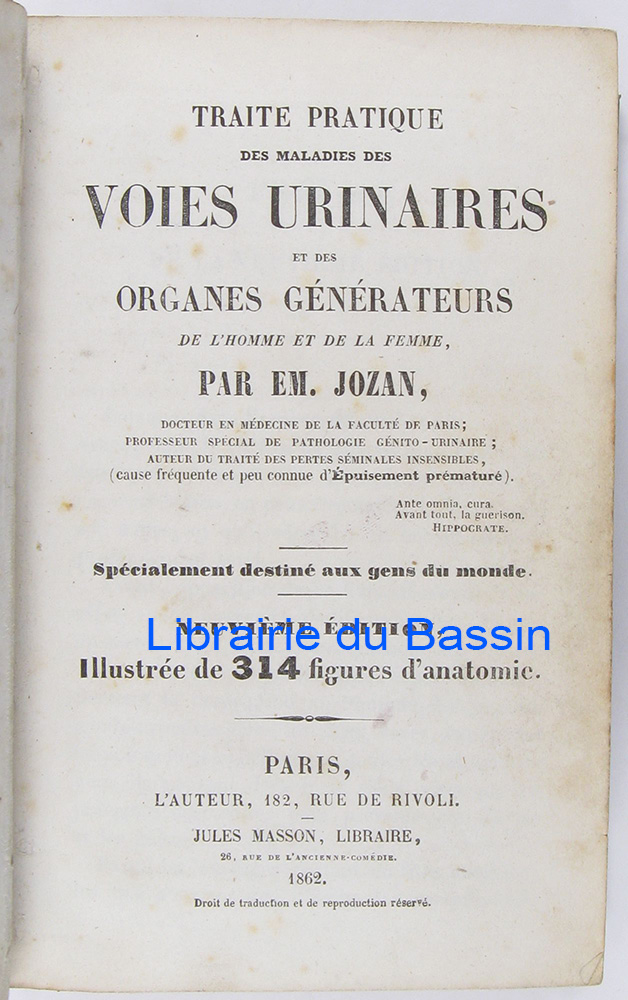 TRAITE PRATIQUE
DES MALADIES DES
VOIES URINAIRES
ET DES
ORGANES GÉNÉRATEURS
DE L'HOMME ET DE LA FEMME,
PAR EM. JOZAN,
DOCTEUR EN MÉDECINE DE LA FACULTÉ DE PARIS;
PROFESSEUR SPÉCIAL DE PATHOLOGIE GÉNITO-URINAIRE;
AUTEUR DU TRAITÉ DES PERTES SÉMINALES INSENSIBLES,
(cause fréquente et peu connue d'Épuisement prématuré).
Ante omnia, cura.
Avant tout, la guerison.
HIPPOCRATE.
Spécialement destiné aux gens du monde.
NEUVIÈME ÉDITION,
Librairie du Bassin
Illustrée de 314 figures d'anatomie.
PARIS,
L'AUTEUR, 182, RUE DE RIVOLI.
JULES MASSON, LIBRAIRE,
26, RUE DE L'ANCIENNE-COMÉDIE.
1862.
Droit de traduction et de reproduction réservé.